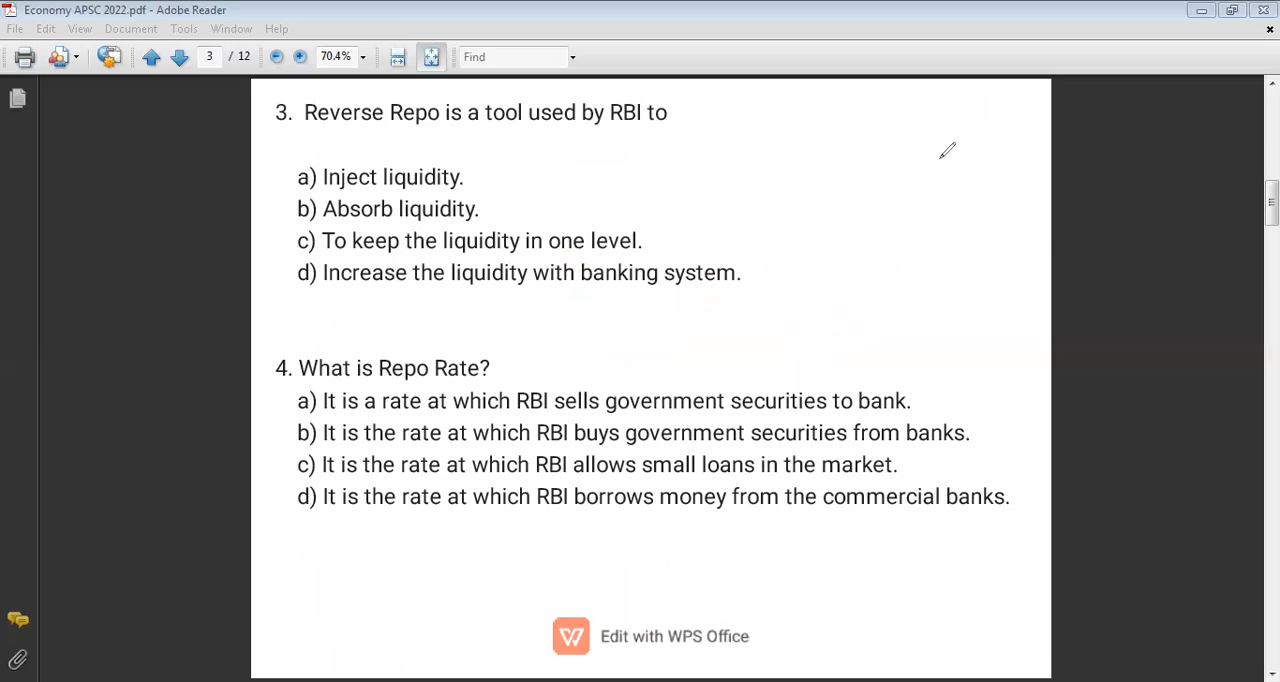 Economy APSC 2022.pdf - Adobe Reader
File Edit View Document Tools Window Help
3 / 12 70.4% Find
3. Reverse Repo is a tool used by RBI to
a) Inject liquidity.
b) Absorb liquidity.
c) To keep the liquidity in one level.
d) Increase the liquidity with banking system.
4. What is Repo Rate?
a) It is a rate at which RBI sells government securities to bank.
b) It is the rate at which RBI buys government securities from banks.
c) It is the rate at which RBI allows small loans in the market.
d) It is the rate at which RBI borrows money from the commercial banks.
Edit with WPS Office